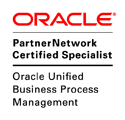 ORACLE®
PartnerNetwork
Certified Specialist
Oracle Unified
Business Process
Management